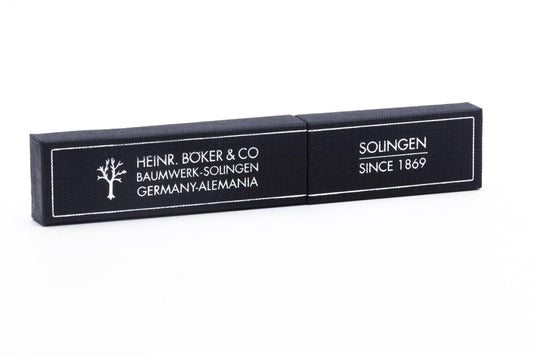 HEINR. BÖKER & CO
BAUMWERK-SOLINGEN
GERMANY-ALEMANIA
SOLINGEN
SINCE 1869